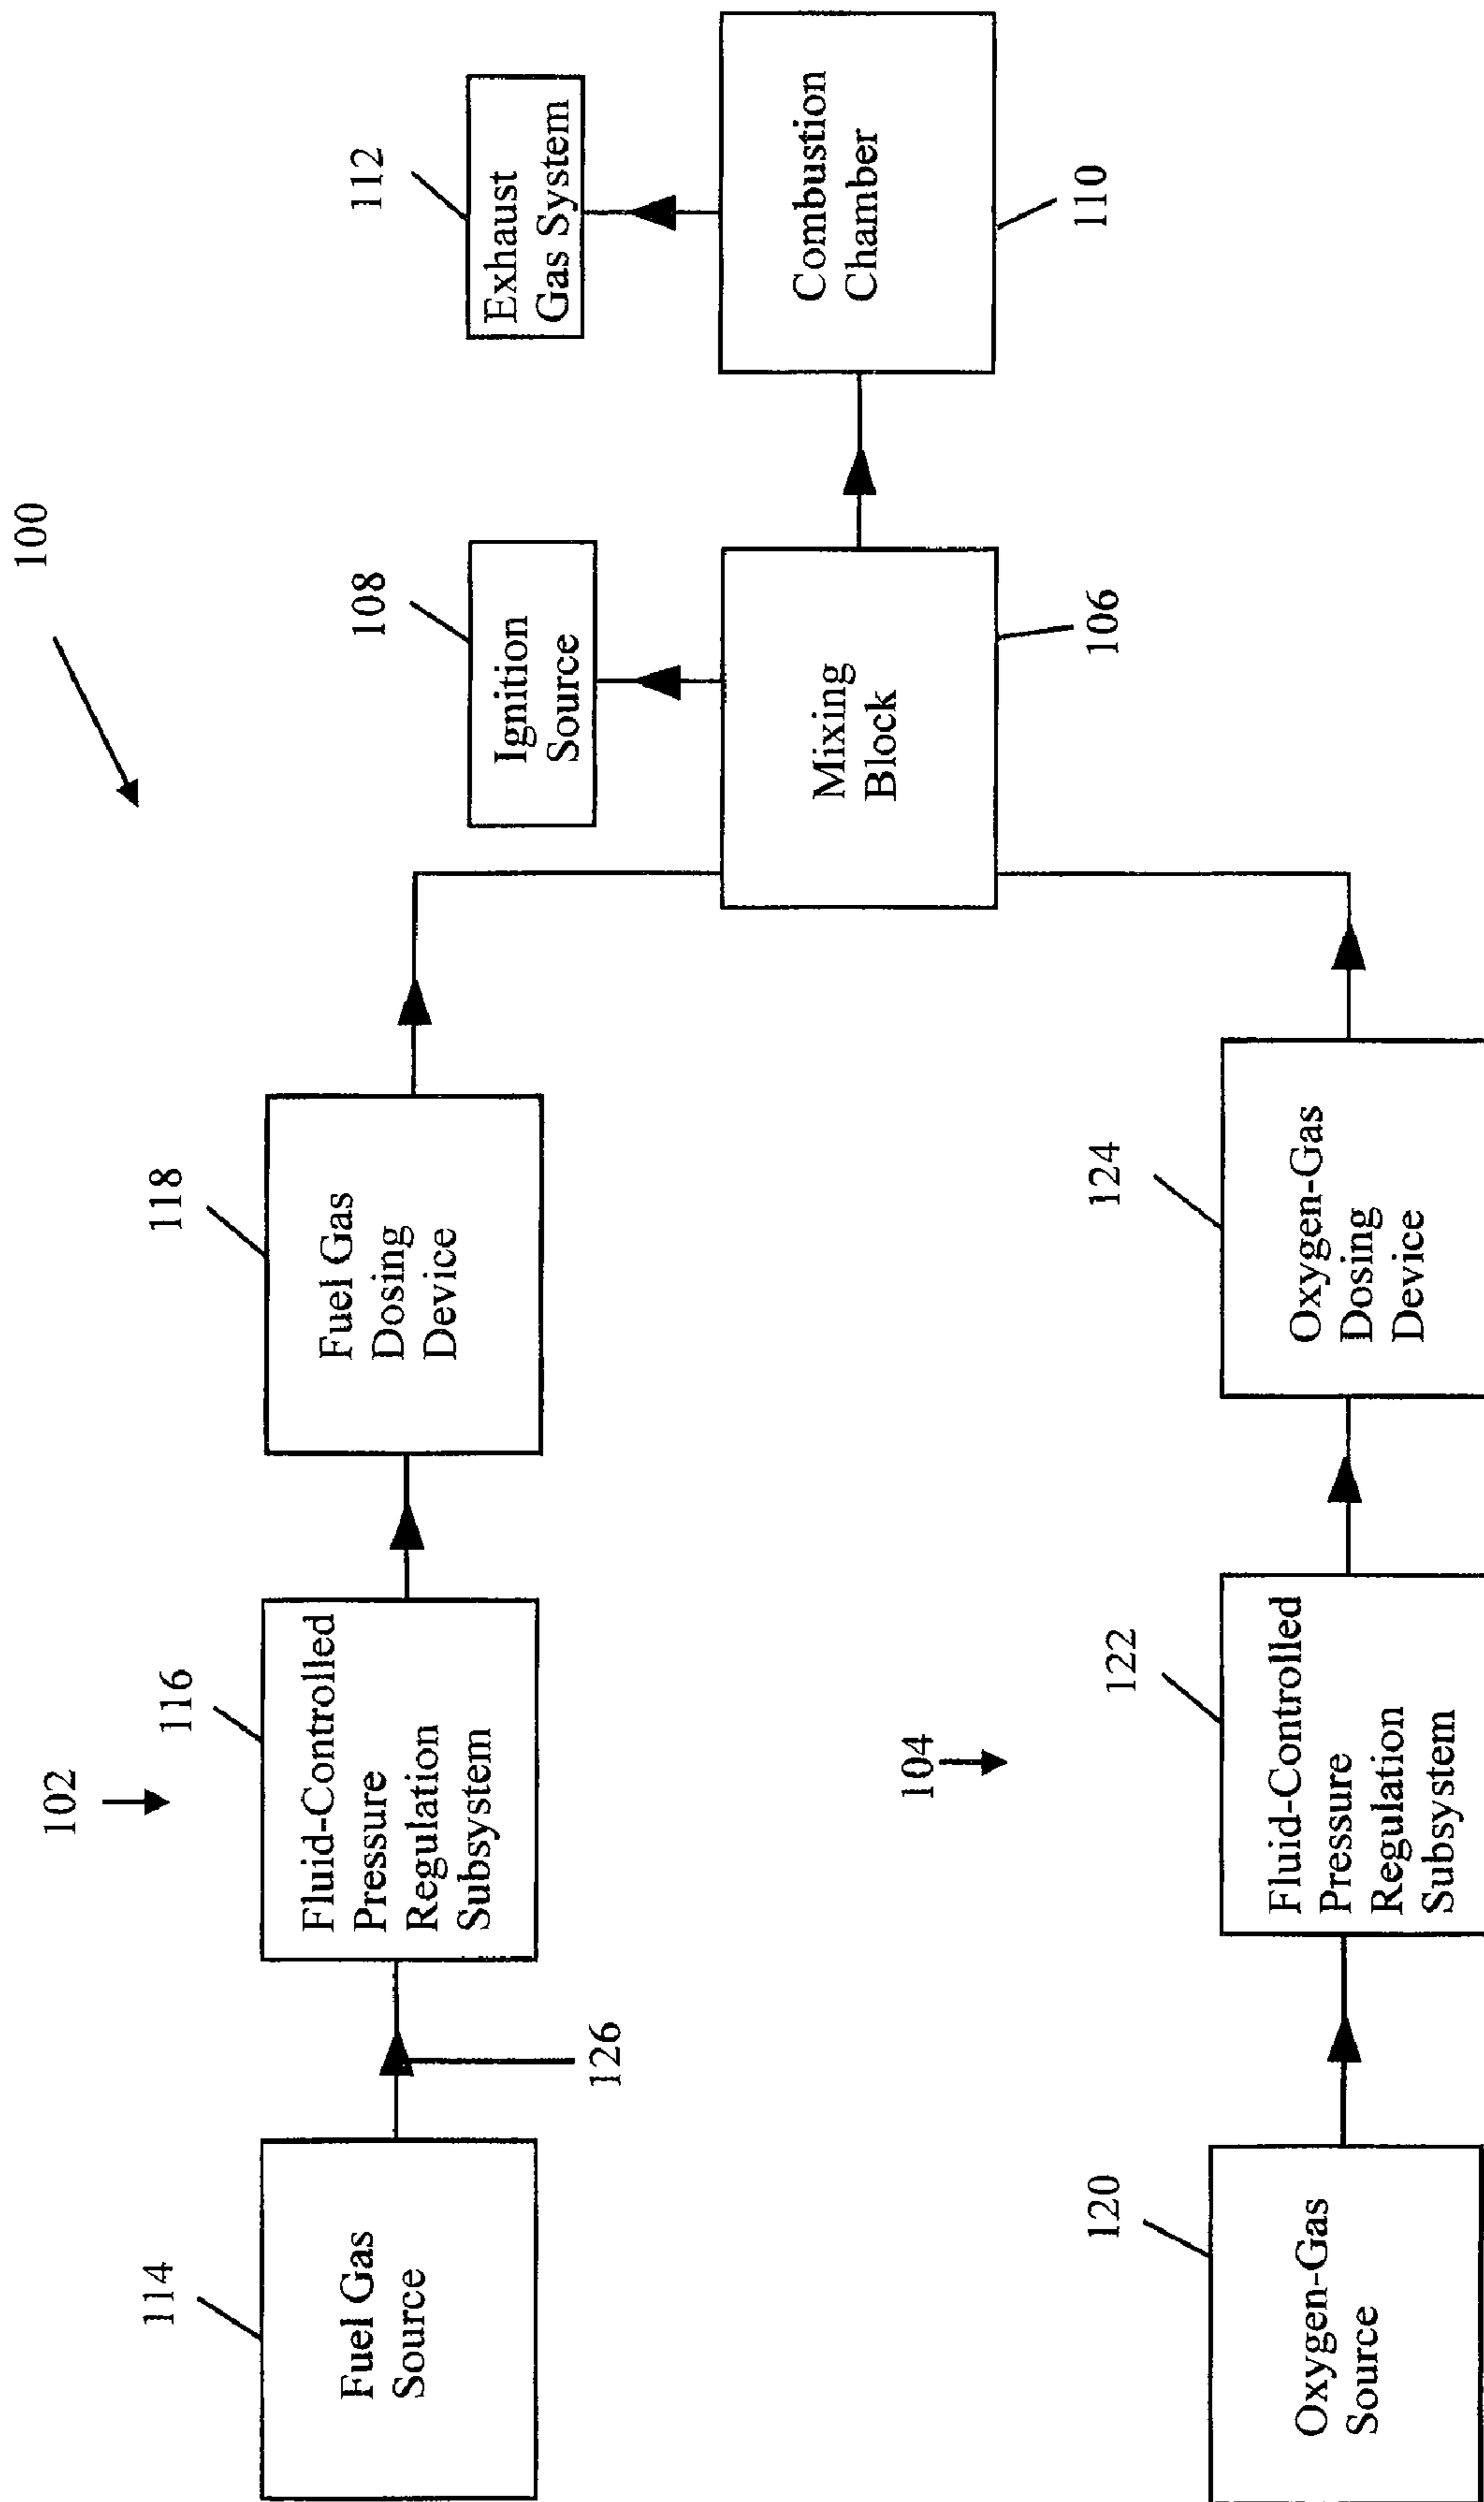 100
102
114
Fuel Gas
Source
126
116
Fluid-Controlled
Pressure
Regulation
Subsystem
118
Fuel Gas
Dosing
Device
108
Ignition
Source
112
Exhaust
Gas System
Mixing
Block
106
Combustion
Chamber
110
104
120
Oxygen-Gas
Source
122
Fluid-Controlled
Pressure
Regulation
Subsystem
124
Oxygen-Gas
Dosing
Device